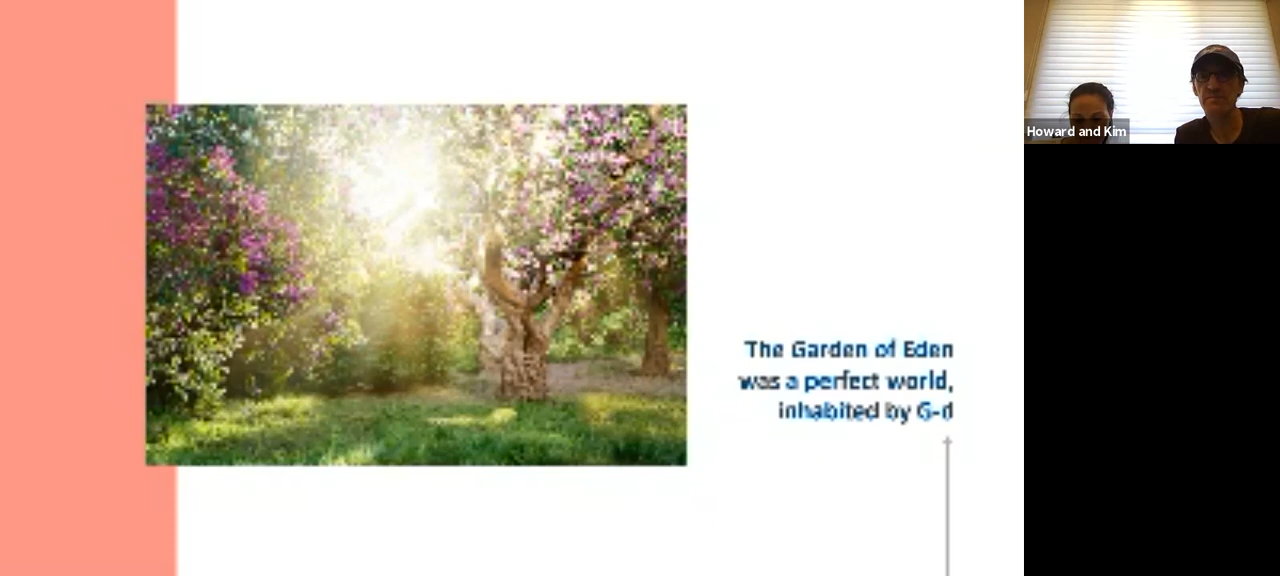 The Garden of Eden
was a perfect world,
inhabited by G-d
Howard and Kim